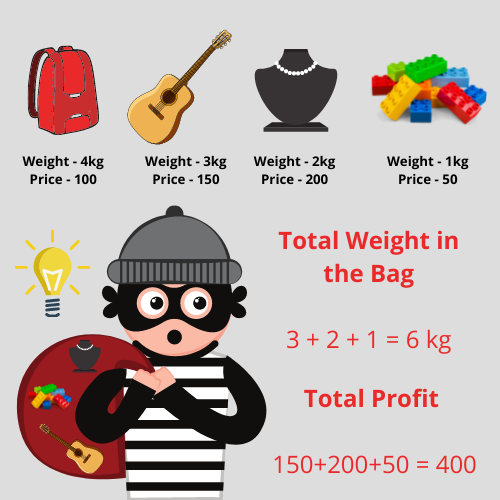 Weight - 4kg
Price - 100
Weight - 3kg
Price - 150
Weight - 2kg
Price - 200
Weight - 1kg
Price - 50
Total Weight in
the Bag
3 + 2 + 1 = 6 kg
Total Profit
150+200+50 = 400